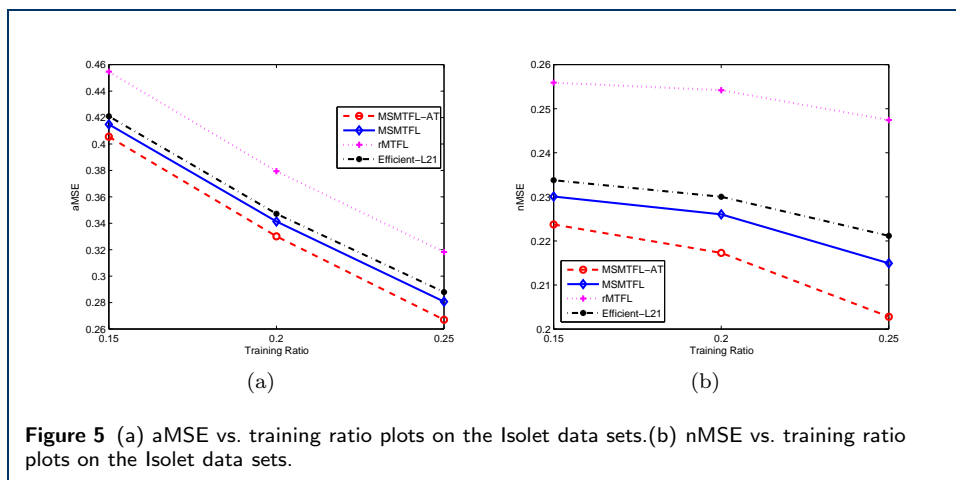 0.46
0.44
0.42
0.4
0.38
0.36
0.34
0.32
0.3
0.28
0.26
aMSE
0.15
0.2
0.25
Training Ratio
MSMTFL-AT
MSMTFL
rMTFL
Efficient-L21
(a)
0.26
0.25
0.24
0.23
0.22
0.21
0.2
nMSE
0.15
0.2
0.25
Training Ratio
MSMTFL-AT
MSMTFL
rMTFL
Efficient-L21
(b)
Figure 5 (a) aMSE vs. training ratio plots on the Isolet data sets.(b) nMSE vs. training ratio
plots on the Isolet data sets.